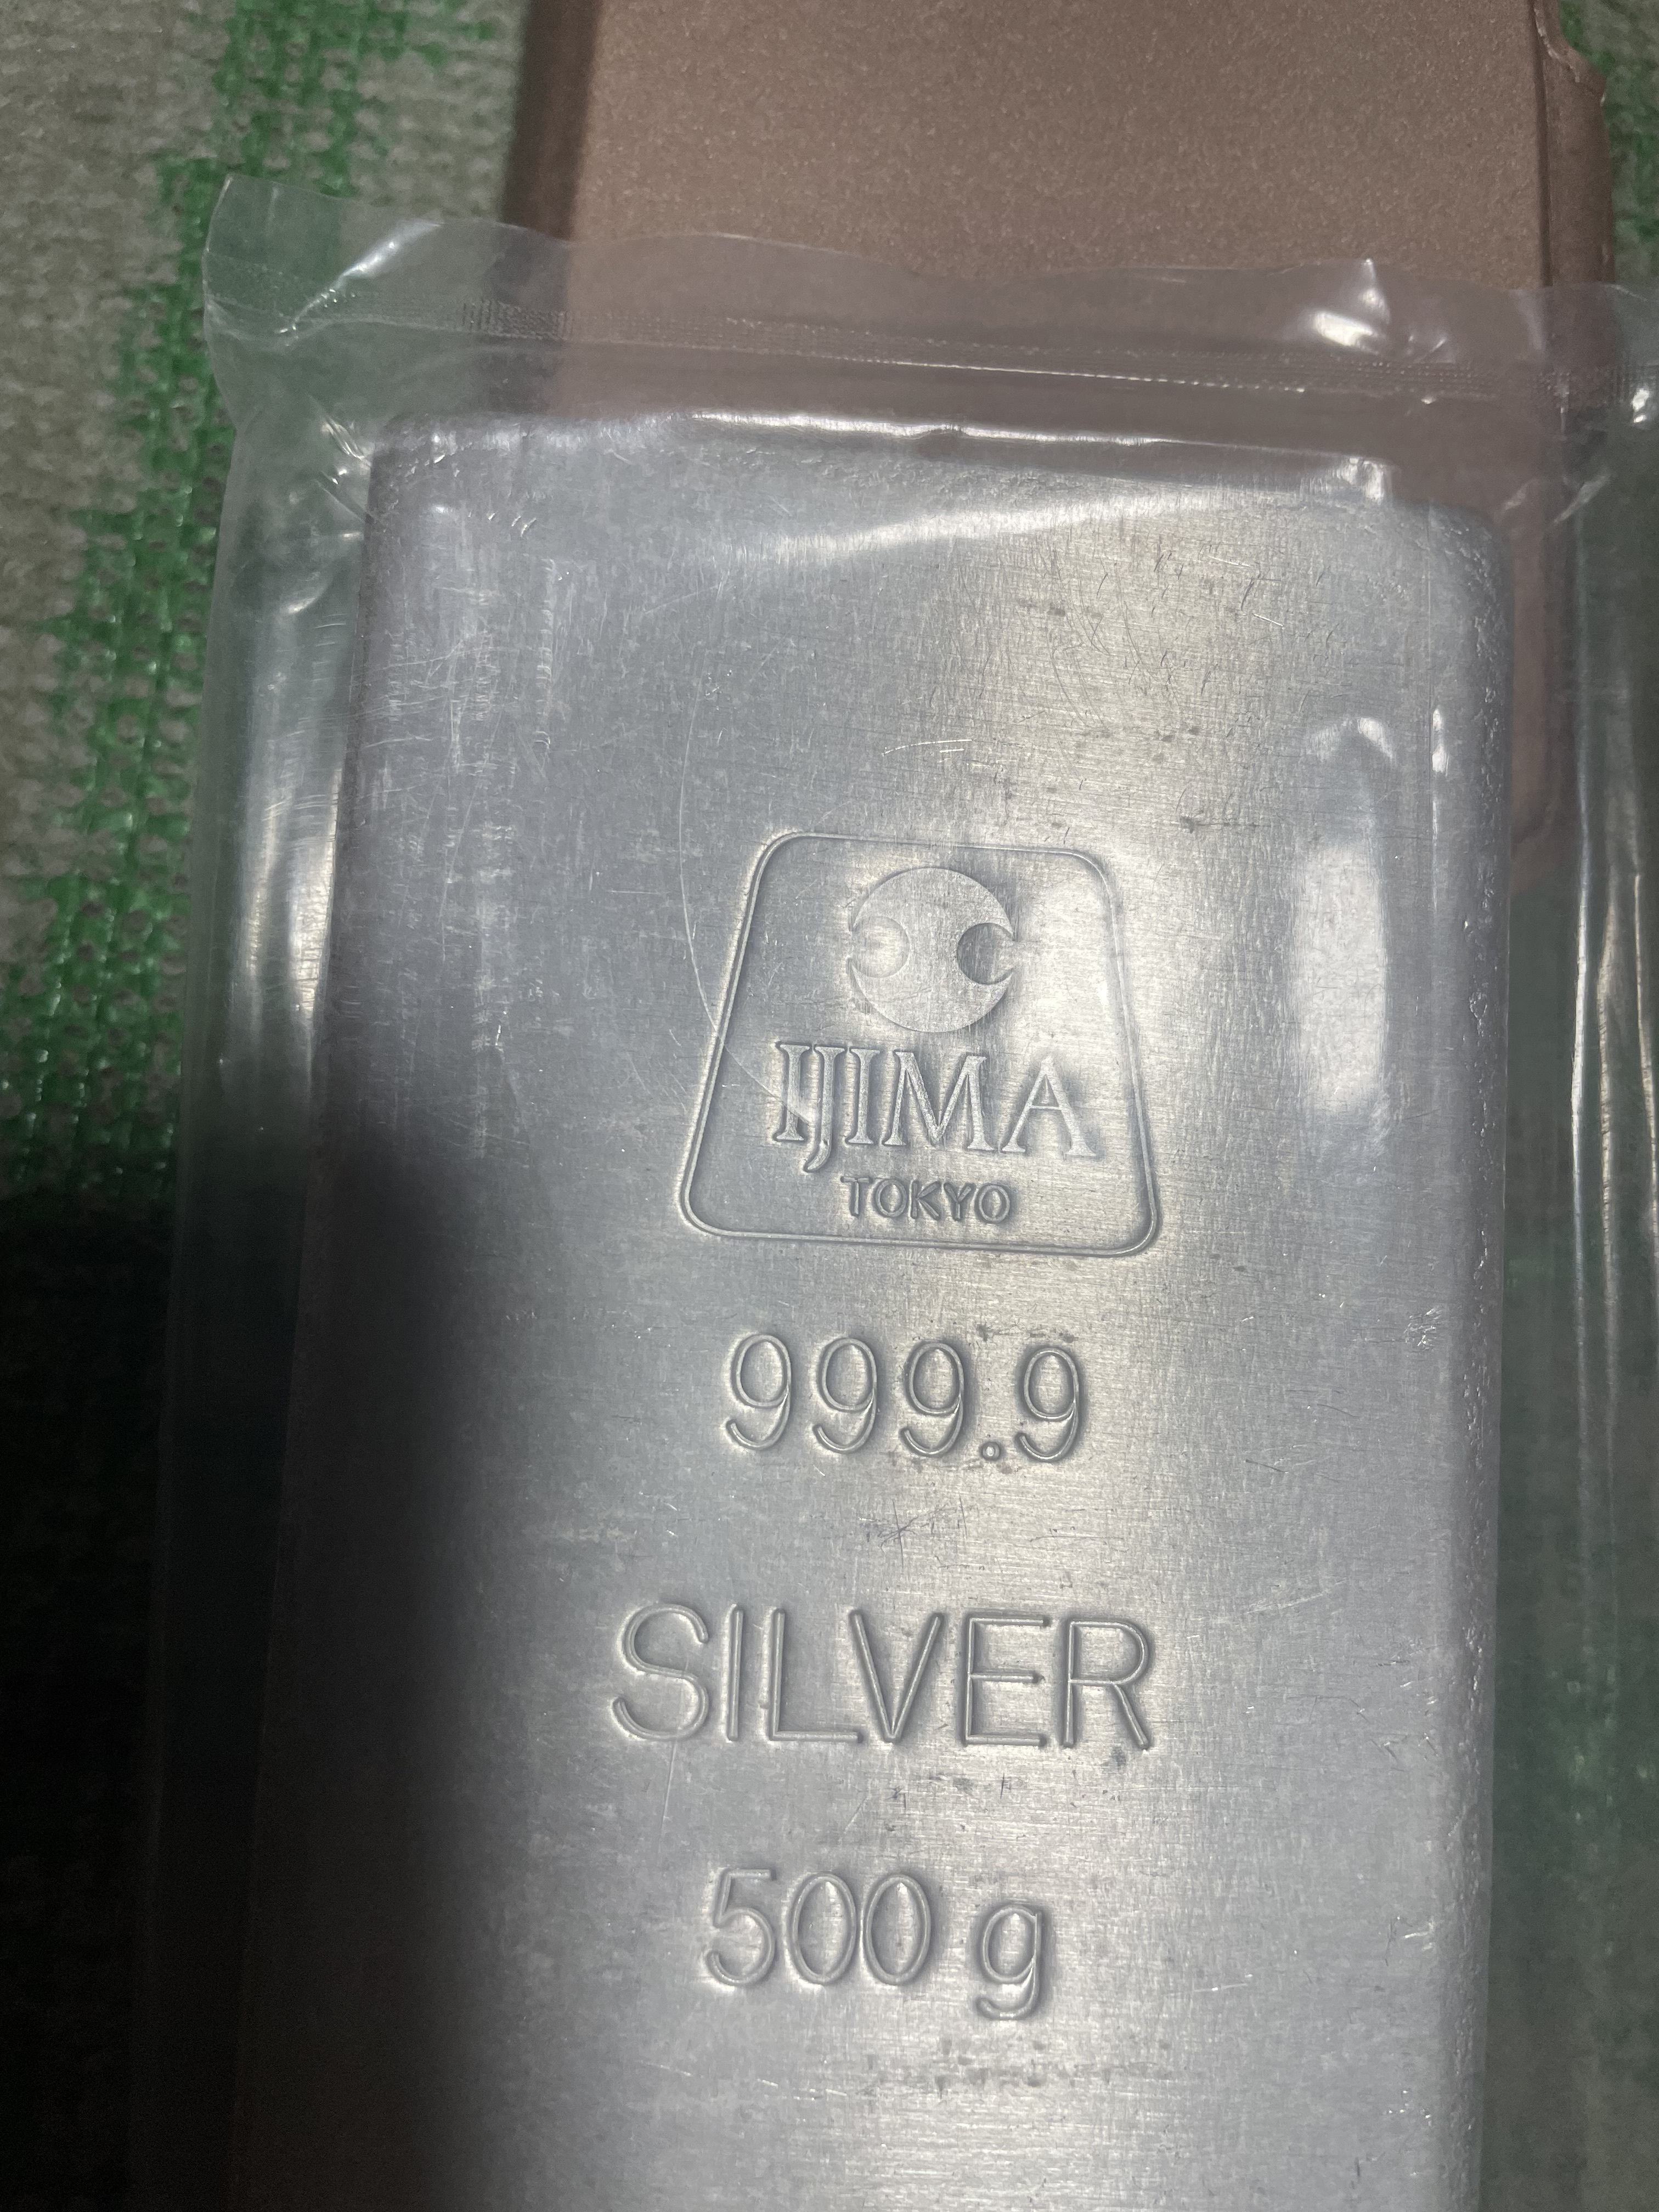 IJIMA
TOKYO
999.9
SILVER
500 g